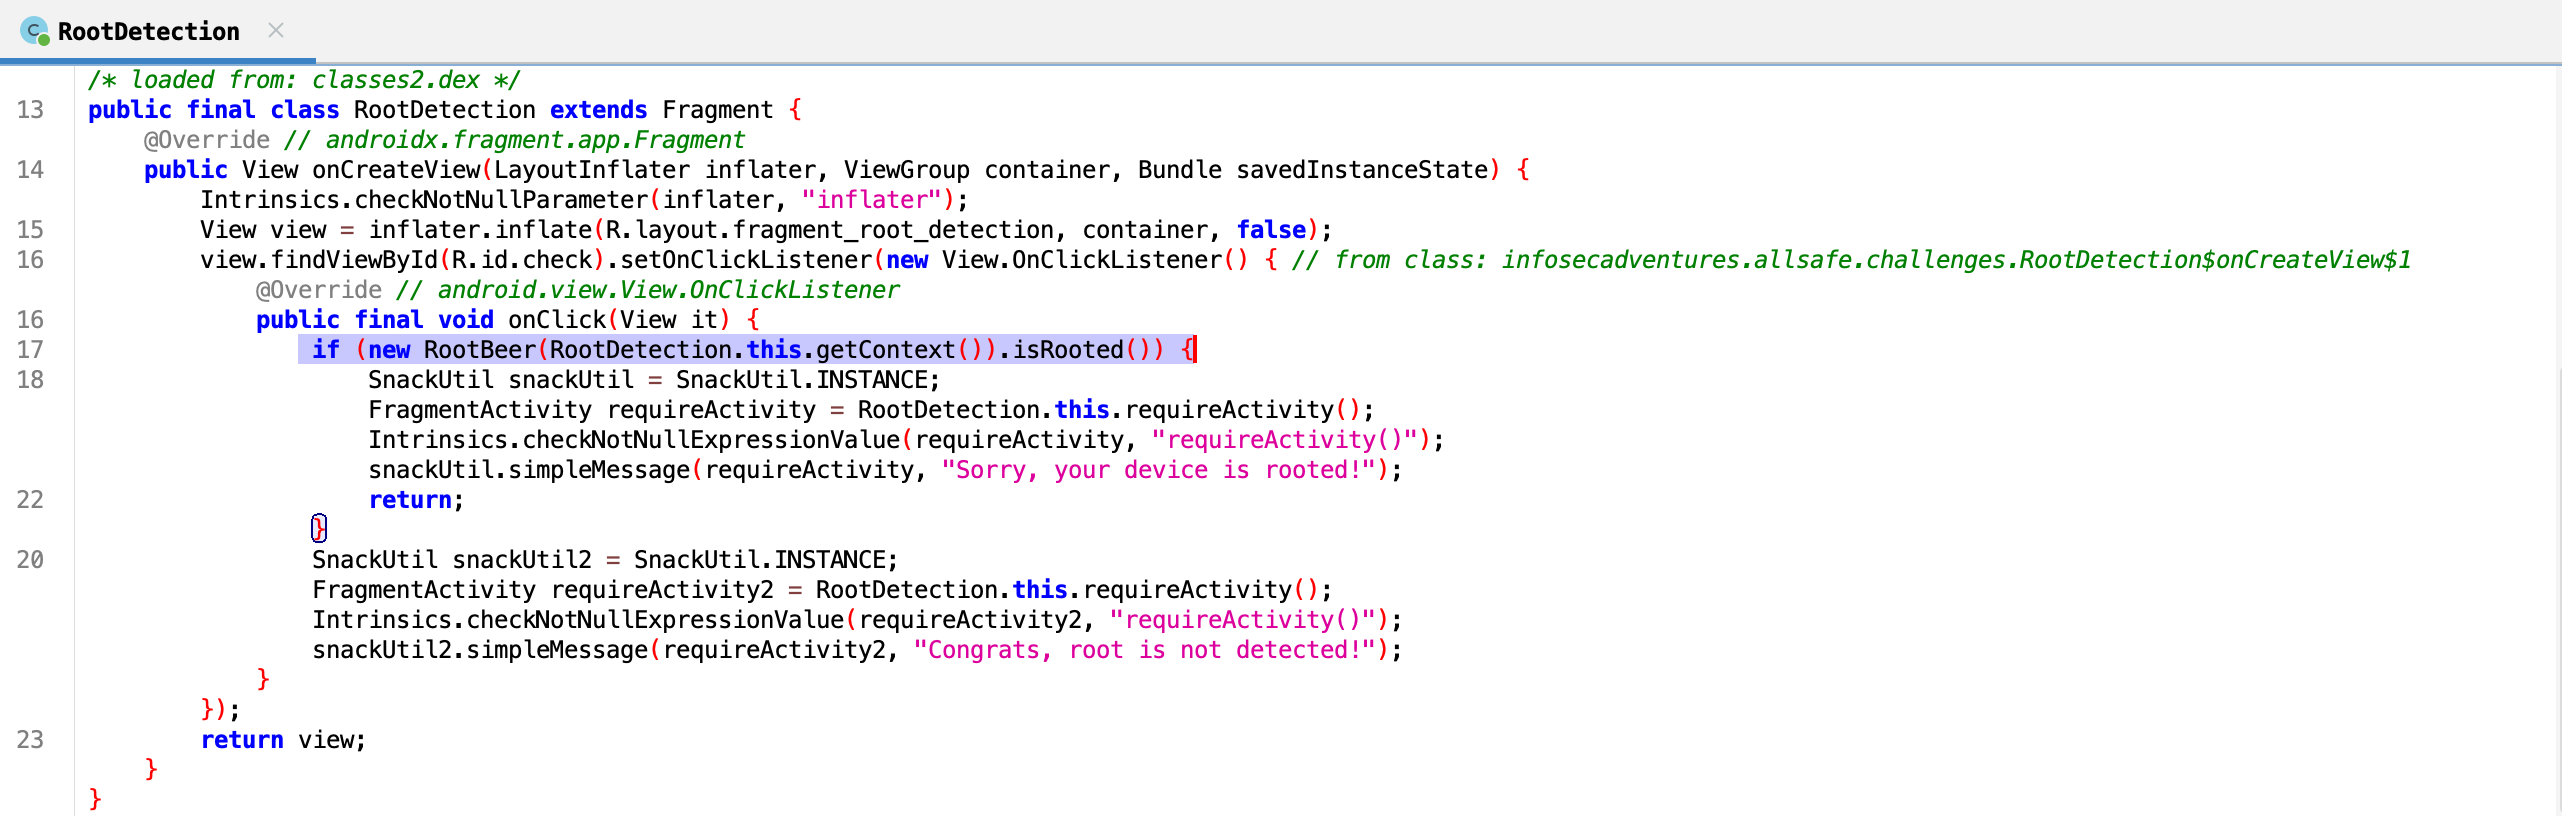 RootDetection
/* loaded from: classes2.dex */
13 public final class RootDetection extends Fragment {
@Override // androidx.fragment.app.Fragment
14 public View onCreateView(LayoutInflater inflater, ViewGroup container, Bundle savedInstanceState) {
Intrinsics.checkNotNullParameter(inflater, "inflater");
15 View view = inflater.inflate(R.layout.fragment_root_detection, container, false);
16 view.findViewById(R.id.check).setOnClickListener(new View.OnClickListener() { // from class: infosecadventures.allsafe.challenges.RootDetection$onCreateView$1
@Override // android.view.View.OnClickListener
16 public final void onClick(View it) {
17 if (new RootBeer(RootDetection.this.getContext()).isRooted()) {
18 SnackUtil snackUtil = SnackUtil.INSTANCE;
FragmentActivity requireActivity = RootDetection.this.requireActivity();
Intrinsics.checkNotNullExpressionValue(requireActivity, "requireActivity()");
snackUtil.simpleMessage(requireActivity, "Sorry, your device is rooted!");
22 return;
}
20 SnackUtil snackUtil2 = SnackUtil.INSTANCE;
FragmentActivity requireActivity2 = RootDetection.this.requireActivity();
Intrinsics.checkNotNullExpressionValue(requireActivity2, "requireActivity()");
snackUtil2.simpleMessage(requireActivity2, "Congrats, root is not detected!");
}
});
23 return view;
}
}